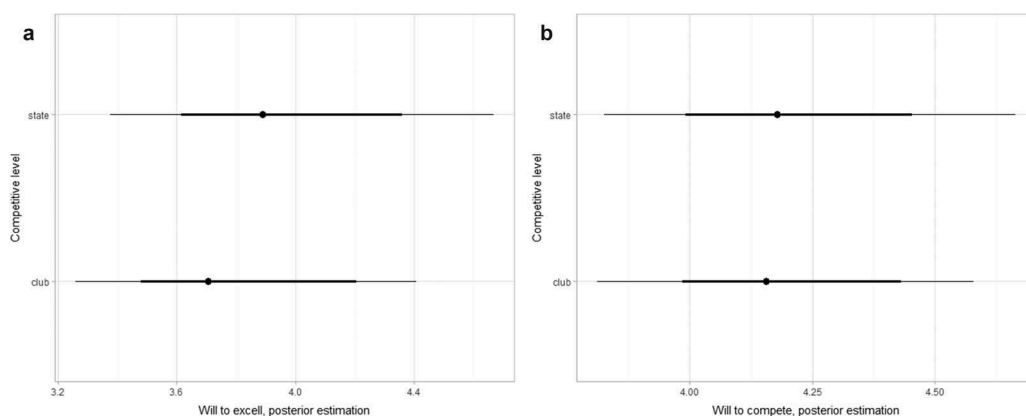 a
state
club
Competitive level
3.2
3.6
4.0
4.4
Will to excell, posterior estimation
b
state
club
Competitive level
4.00
4.25
4.50
Will to compete, posterior estimation